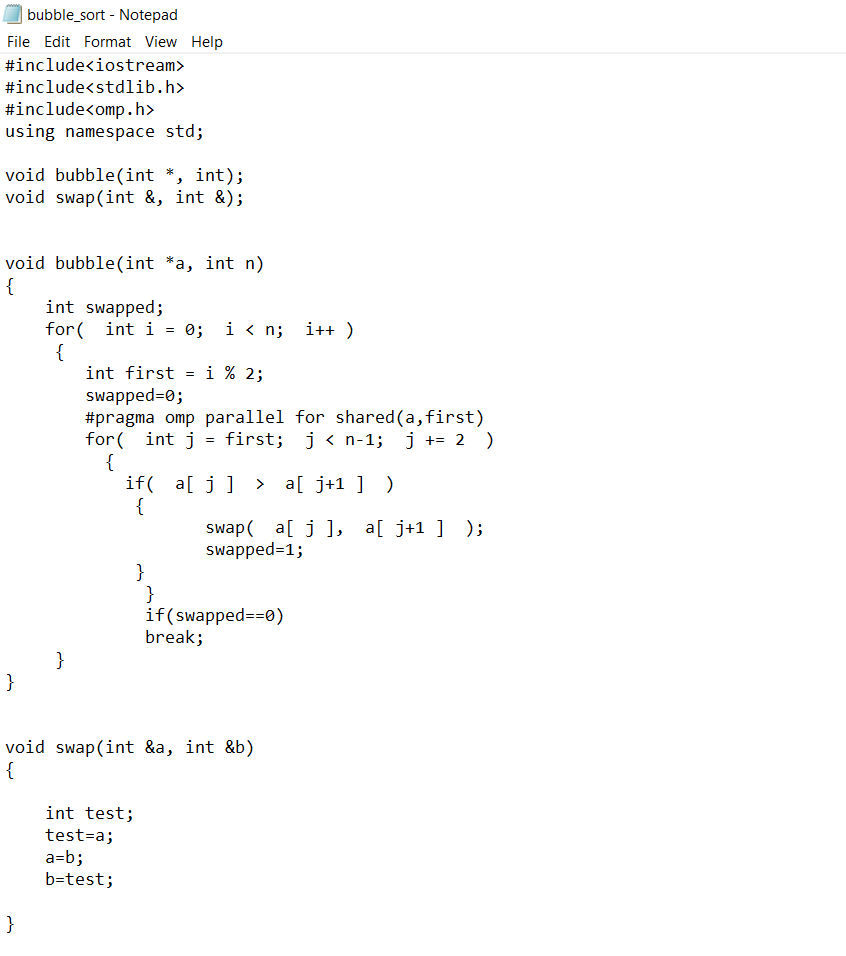 bubble_sort - Notepad
File Edit Format View Help
#include<iostream>
#include<stdlib.h>
#include<omp.h>
using namespace std;

void bubble(int *, int);
void swap(int &, int &);


void bubble(int *a, int n)
{
    int swapped;
    for(  int i = 0;  i < n;  i++ )
     {
        int first = i % 2;
        swapped=0;
        #pragma omp parallel for shared(a,first)
        for(  int j = first;  j < n-1;  j += 2  )
          {
            if(  a[ j ]  >  a[ j+1 ]  )
             {
                    swap(  a[ j ],  a[ j+1 ]  );
                    swapped=1;
             }
              }
              if(swapped==0)
              break;
     }
}


void swap(int &a, int &b)
{

    int test;
    test=a;
    a=b;
    b=test;

}